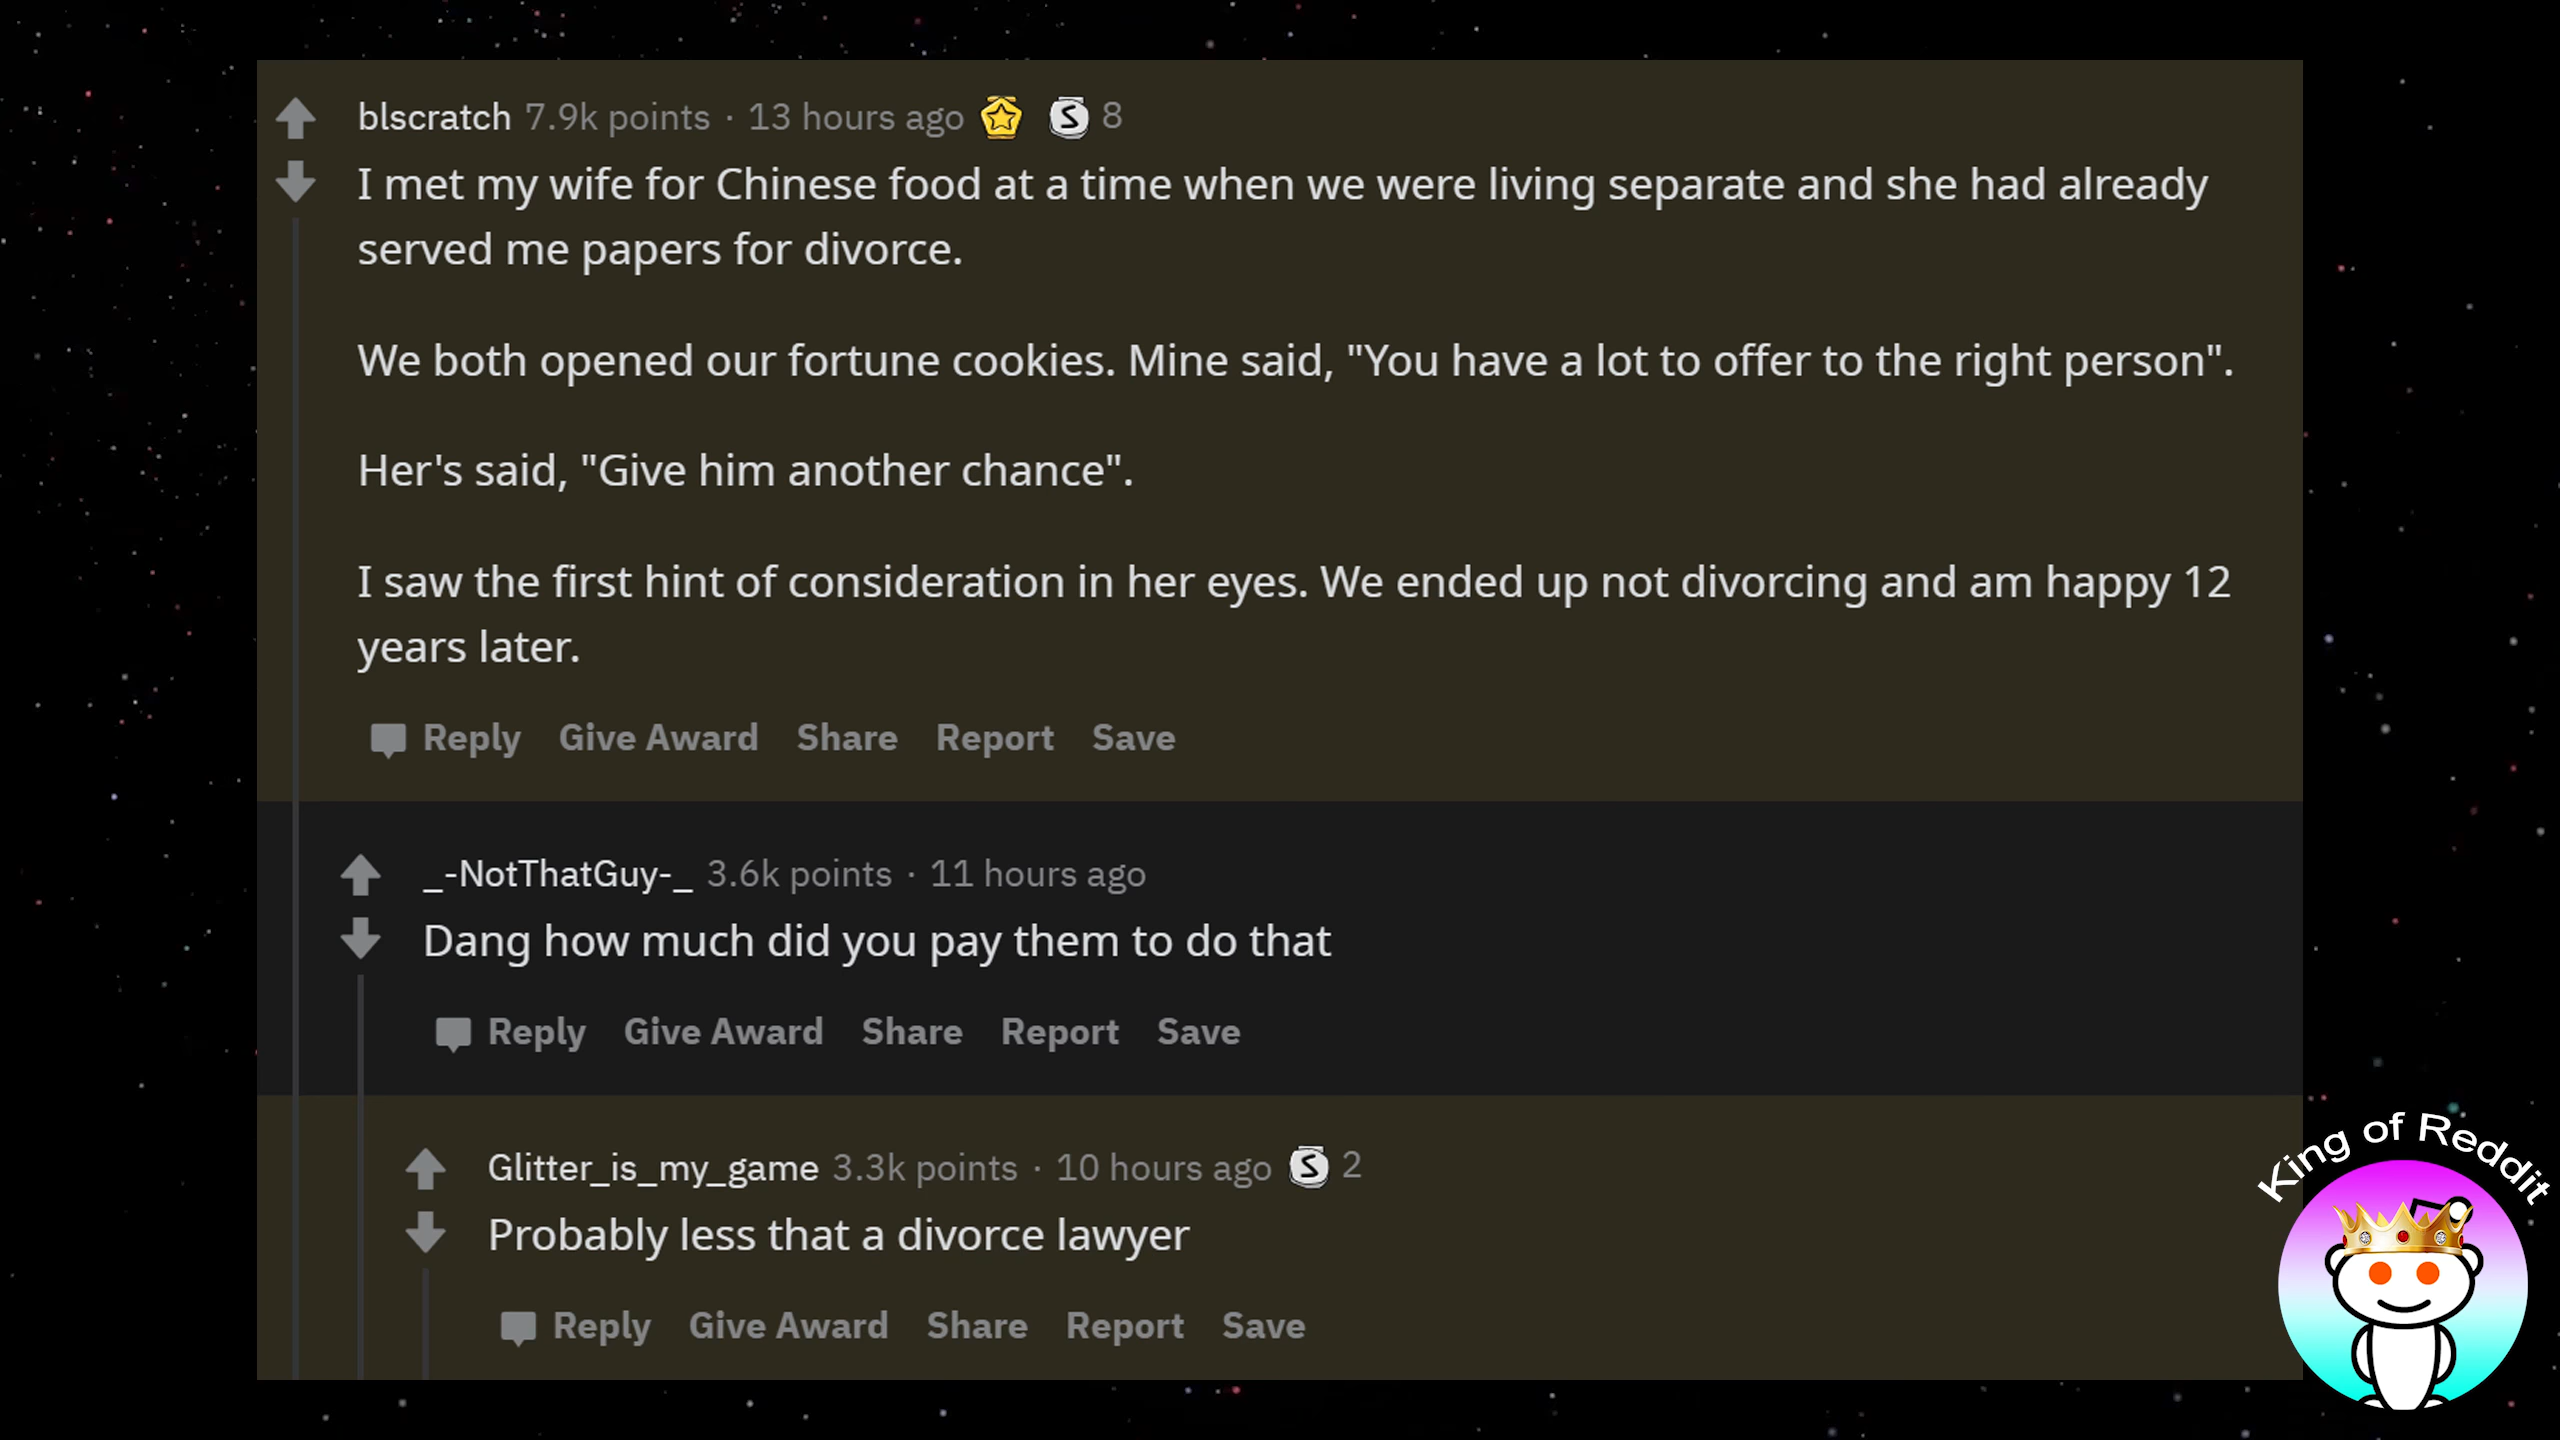 blscratch 7.9k points · 13 hours ago S 8
I met my wife for Chinese food at a time when we were living separate and she had already
served me papers for divorce.
We both opened our fortune cookies. Mine said, "You have a lot to offer to the right person".
Her's said, "Give him another chance".
I saw the first hint of consideration in her eyes. We ended up not divorcing and am happy 12
years later.
Reply Give Award Share Report Save
_-NotThatGuy-_ 3.6k points · 11 hours ago
Dang how much did you pay them to do that
Reply Give Award Share Report Save
Glitter_is_my_game 3.3k points · 10 hours ago S 2
Probably less that a divorce lawyer
Reply Give Award Share Report Save
King of Reddit